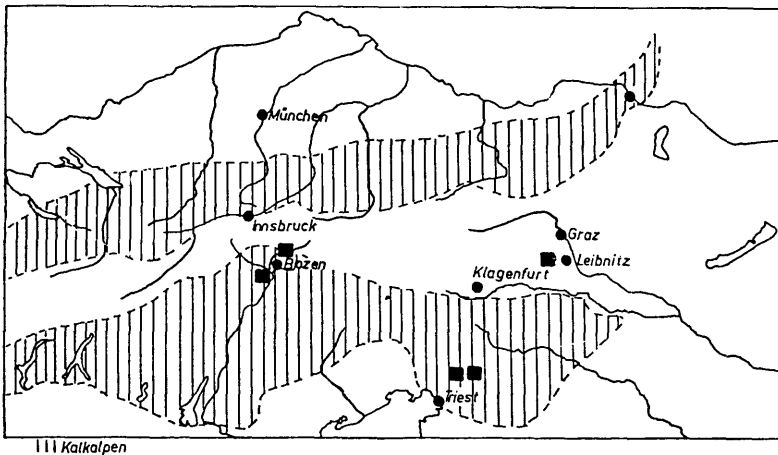 München
Innsbruck
Bozen
Graz
Leibnitz
Klagenfurt
Triest
Kalkalpen